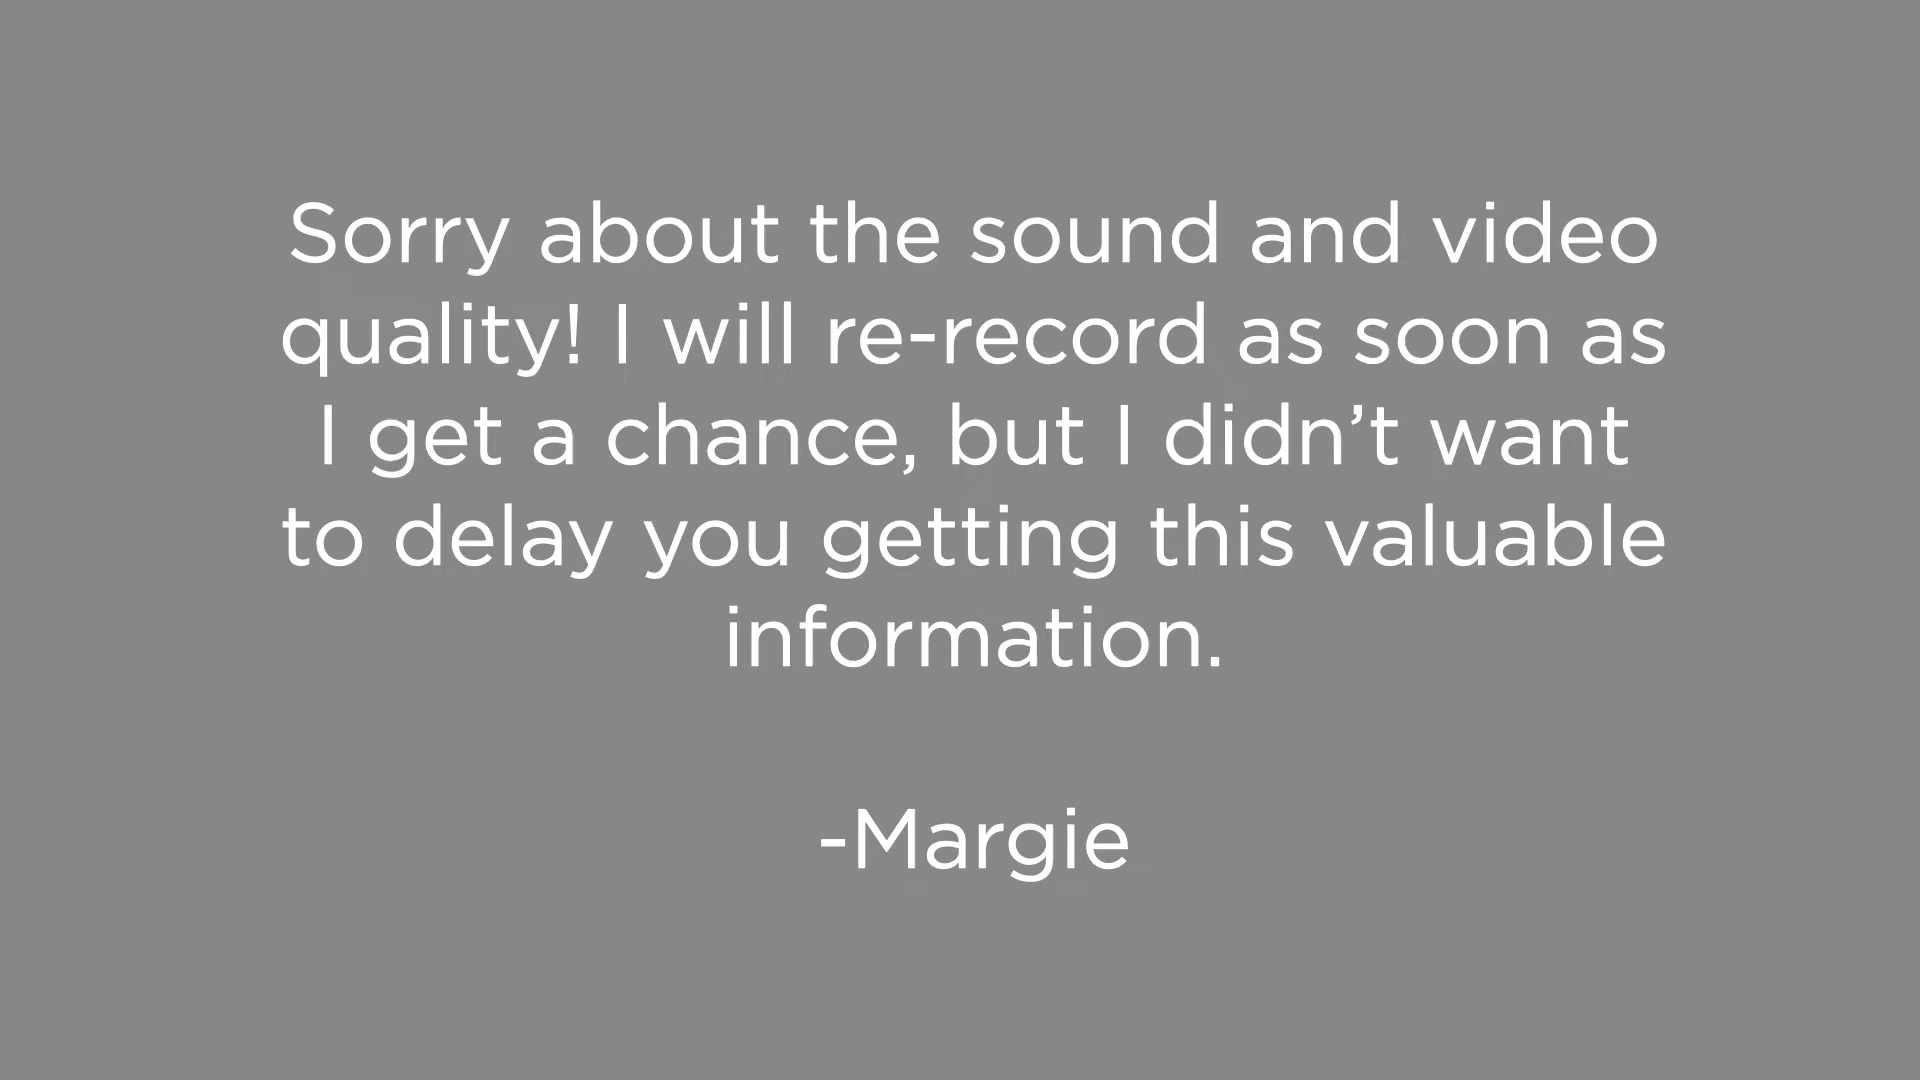 Sorry about the sound and video
quality! I will re-record as soon as
I get a chance, but I didn’t want
to delay you getting this valuable
information.
-Margie